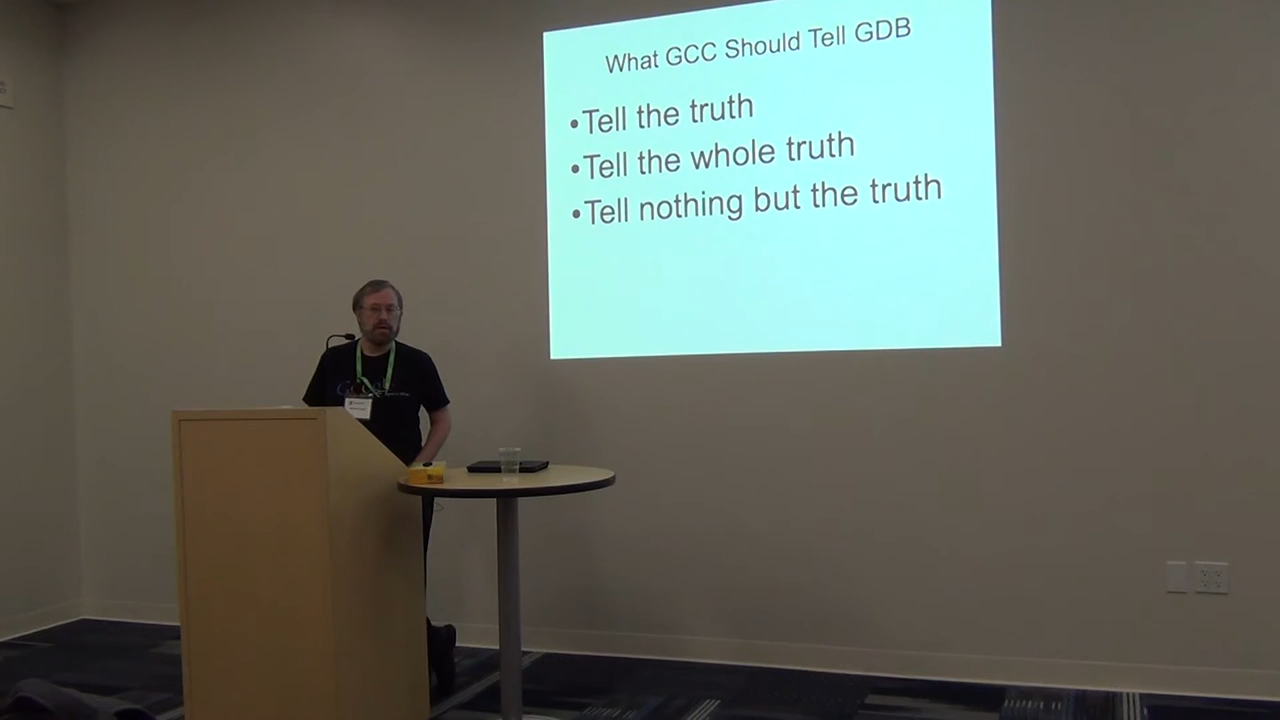 What GCC Should Tell GDB
•Tell the truth
•Tell the whole truth
•Tell nothing but the truth